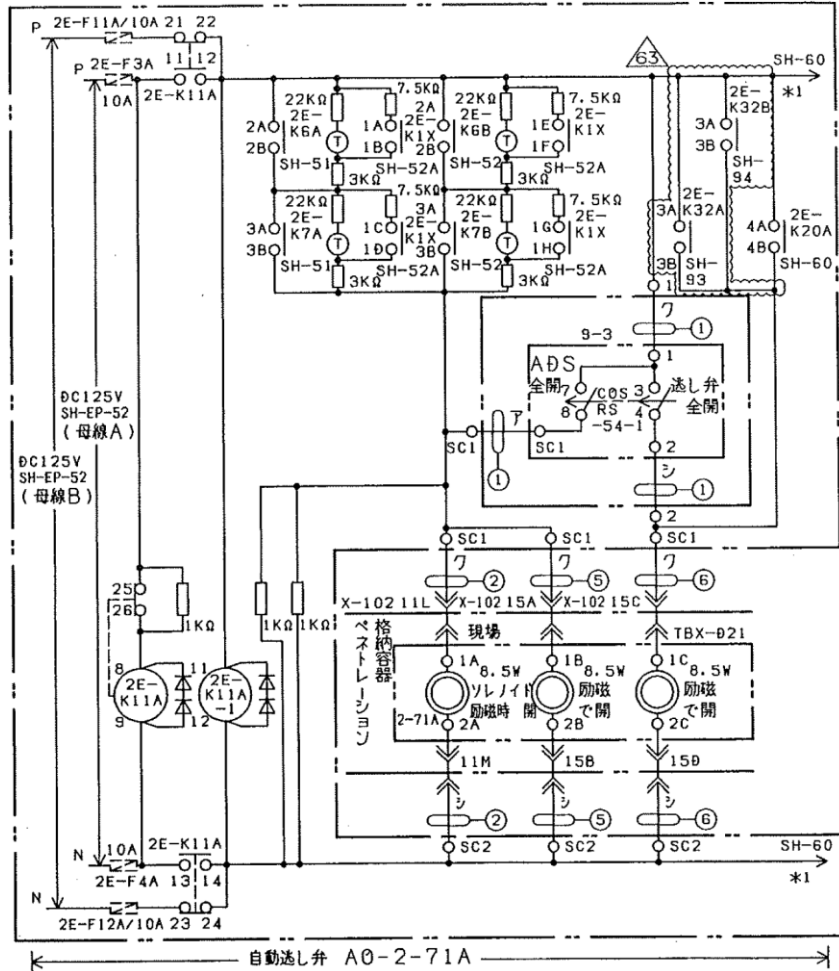 P 2E-F11A/10A 21 22
P 2E-F3A 11 12
10A 2E-K11A
63
SH-60
*1
22KΩ 7.5KΩ 2A 22KΩ 7.5KΩ
2A 2E-K6A 1A 2E-K1X 2E-K6B 1E 2E-K1X
2B T 1B 2B T 1F
SH-51 SH-52A SH-52 SH-52A
3KΩ 3KΩ
22KΩ 7.5KΩ 3A 22KΩ 7.5KΩ
3A 2E-K7A 1C 2E-K1X 2E-K7B 1G 2E-K1X
3B T 1D 3B T 1H
SH-51 SH-52A SH-52 SH-52A
3KΩ 3KΩ
2E-K32B
3A
3B
SH-94
3A 2E-K32A
3B SH-93
4A 2E-K20A
4B SH-60
1
ワ
9-3 ①
1
ADS 全開 7 3 逃し弁 全開
8 COS RS-54-1 4
ア
SC1 SC1
①
2
シ ①
2
DC125V
SH-EP-52
(母線A)
DC125V
SH-EP-52
(母線B)
SC1 SC1 SC1
ワ ② ワ ⑤ ワ ⑥
25
26
1KΩ 1KΩ 1KΩ
X-102 11L X-102 15A X-102 15C
格納容器ペネトレーション
現場 TBX-D21
8 2E-K11A 11 2E-K11A-1
9 12
1A 8.5W 1B 8.5W 1C 8.5W
ソレノイド励磁時 開 励磁で開 励磁で開
2-71A 2A 2B 2C
11M 15B 15D
シ ② シ ⑤ シ ⑥
SC2 SC2 SC2
N 10A 2E-K11A
2E-F4A 13 14
SH-60
*1
N
2E-F12A/10A 23 24
自動逃し弁 AO-2-71A